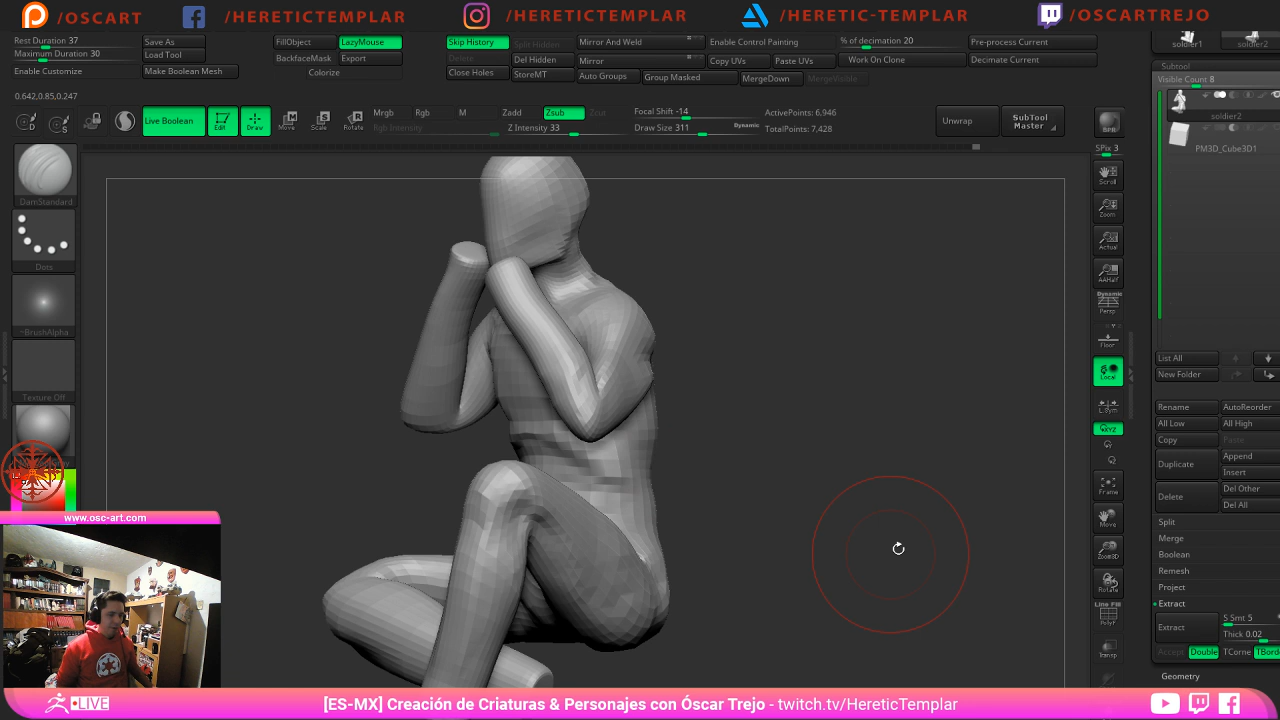 /OSCART /HERETICTEMPLAR /HERETICTEMPLAR /HERETIC-TEMPLAR /OSCARTREJO
Rest Duration 37 Save As FillObject LazyMouse Skip History Split Hidden Mirror And Weld Enable Control Painting % of decimation 20 Pre-process Current soldier1 soldier2
Maximum Duration 30 Load Tool BackfaceMask Export Delete Del Hidden Mirror Copy UVs Paste UVs Work On Clone Decimate Current
Enable Customize Make Boolean Mesh Colorize Close Holes StoreMT Auto Groups Group Masked MergeDown MergeVisible
Subtool
Visible Count 8
0.642,0.85,0.247
Live Boolean Edit Draw Move Scale Rotate
Mrgb Rgb M Zadd Zsub Zcut Focal Shift -14 ActivePoints: 6,946
Rgb Intensity Z Intensity 33 Draw Size 311 Dynamic TotalPoints: 7,428
Unwrap SubTool Master BPR
soldier2
PM3D_Cube3D1
SPix 3
Scroll
DamStandard
Zoom
Actual
Dots
AAHalf
Dynamic
Persp
~BrushAlpha
Floor
List All
New Folder
Local
Texture Off
L.Sym
Rename AutoReorder
All Low All High
XYZ
Copy Paste
Duplicate Append
Insert
Frame
Delete Del Other
Del All
Move
www.osc-art.com
Split
Merge
Zoom3D
Boolean
Remesh
Rotate
Project
Line Fill
PolyF
Extract
Extract S Smt 5
Thick 0.02
Transp
Accept Double TCorne TBord
Geometry
LIVE [ES-MX] Creación de Criaturas & Personajes con Óscar Trejo - twitch.tv/HereticTemplar